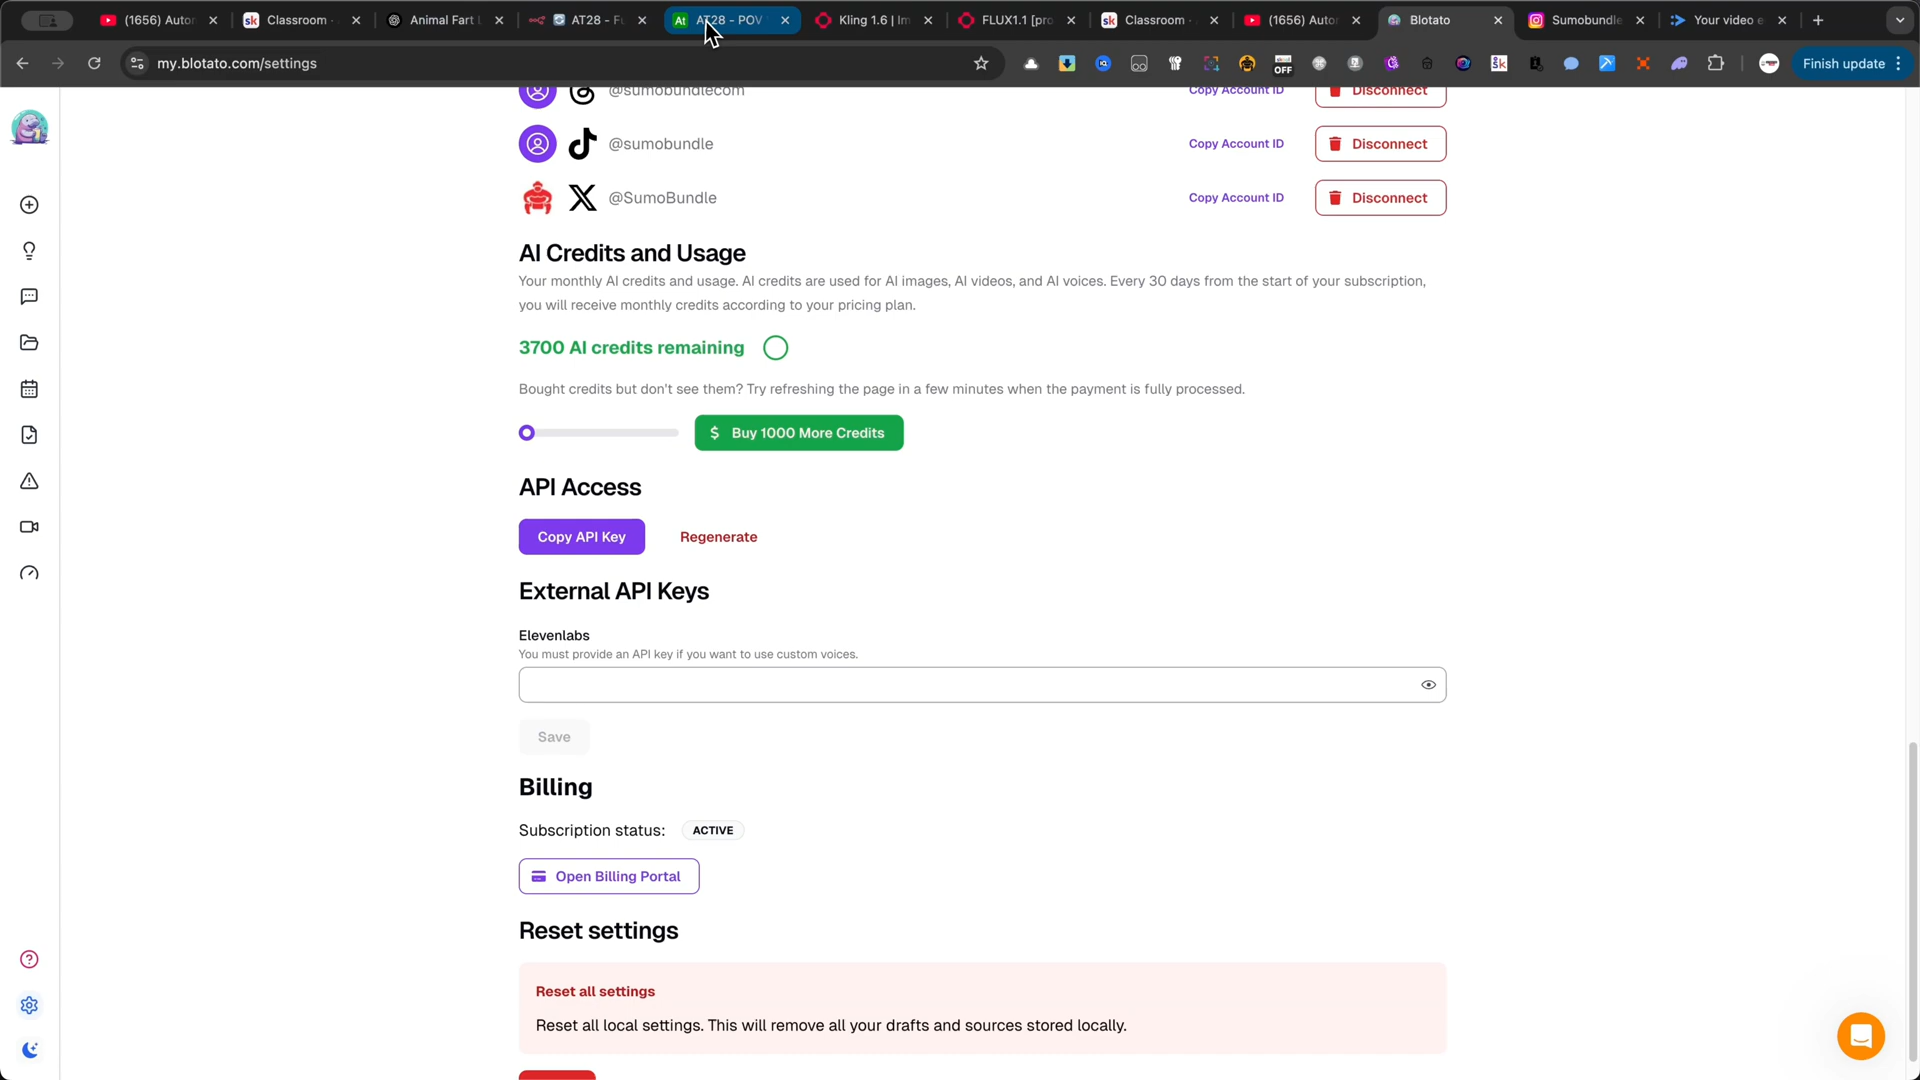 (1656) Autor
Classroom -
Animal Fart
AT28 - F
AT28 - POV
Kling 1.6 | Im
FLUX1.1 [pro
Classroom -
(1656) Autor
Blotato
Sumobundle
Your video e
my.blotato.com/settings
OFF
Finish update
@sumobundlecom
Copy Account ID
Disconnect
@sumobundle
Copy Account ID
Disconnect
@SumoBundle
Copy Account ID
Disconnect
AI Credits and Usage
Your monthly AI credits and usage. AI credits are used for AI images, AI videos, and AI voices. Every 30 days from the start of your subscription,
you will receive monthly credits according to your pricing plan.
3700 AI credits remaining
Bought credits but don't see them? Try refreshing the page in a few minutes when the payment is fully processed.
$ Buy 1000 More Credits
API Access
Copy API Key
Regenerate
External API Keys
Elevenlabs
You must provide an API key if you want to use custom voices.
Save
Billing
Subscription status: ACTIVE
Open Billing Portal
Reset settings
Reset all settings
Reset all local settings. This will remove all your drafts and sources stored locally.